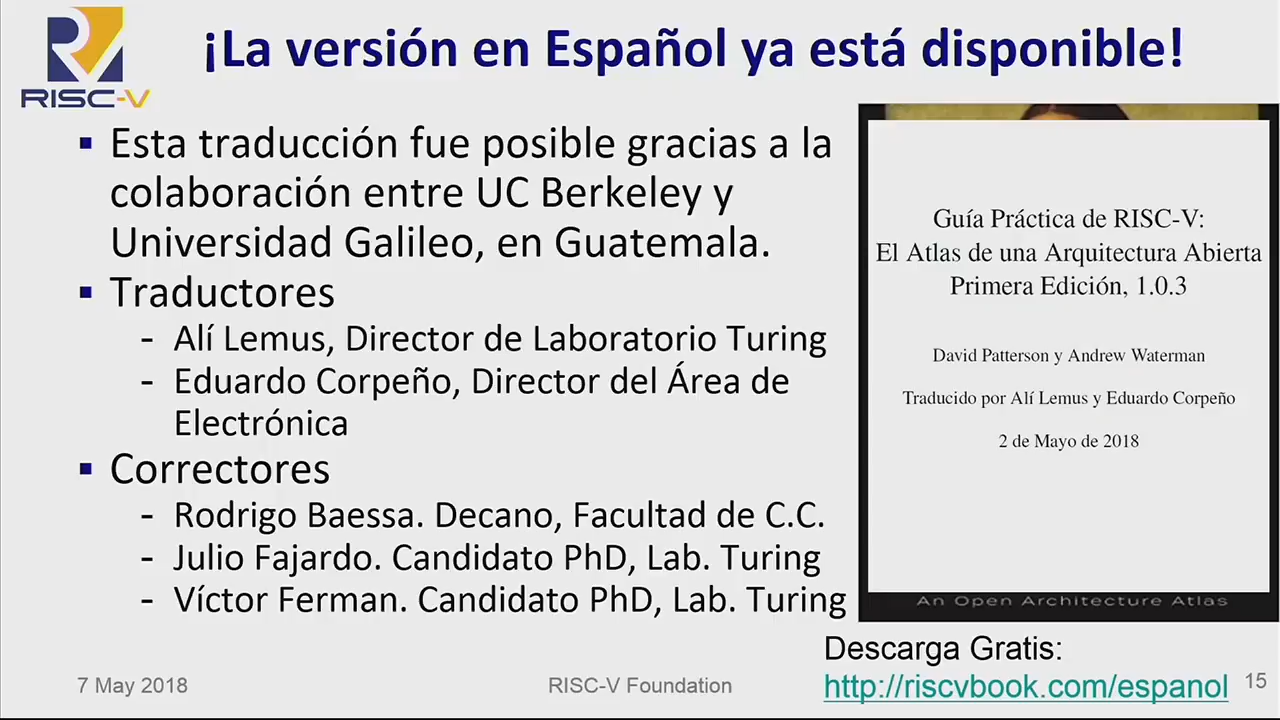 RISC-V
¡La versión en Español ya está disponible!
▪ Esta traducción fue posible gracias a la
colaboración entre UC Berkeley y
Universidad Galileo, en Guatemala.
▪ Traductores
- Alí Lemus, Director de Laboratorio Turing
- Eduardo Corpeño, Director del Área de
Electrónica
▪ Correctores
- Rodrigo Baessa. Decano, Facultad de C.C.
- Julio Fajardo. Candidato PhD, Lab. Turing
- Víctor Ferman. Candidato PhD, Lab. Turing
Guía Práctica de RISC-V:
El Atlas de una Arquitectura Abierta
Primera Edición, 1.0.3
David Patterson y Andrew Waterman
Traducido por Alí Lemus y Eduardo Corpeño
2 de Mayo de 2018
An Open Architecture Atlas
Descarga Gratis:
http://riscvbook.com/espanol
7 May 2018
RISC-V Foundation
15